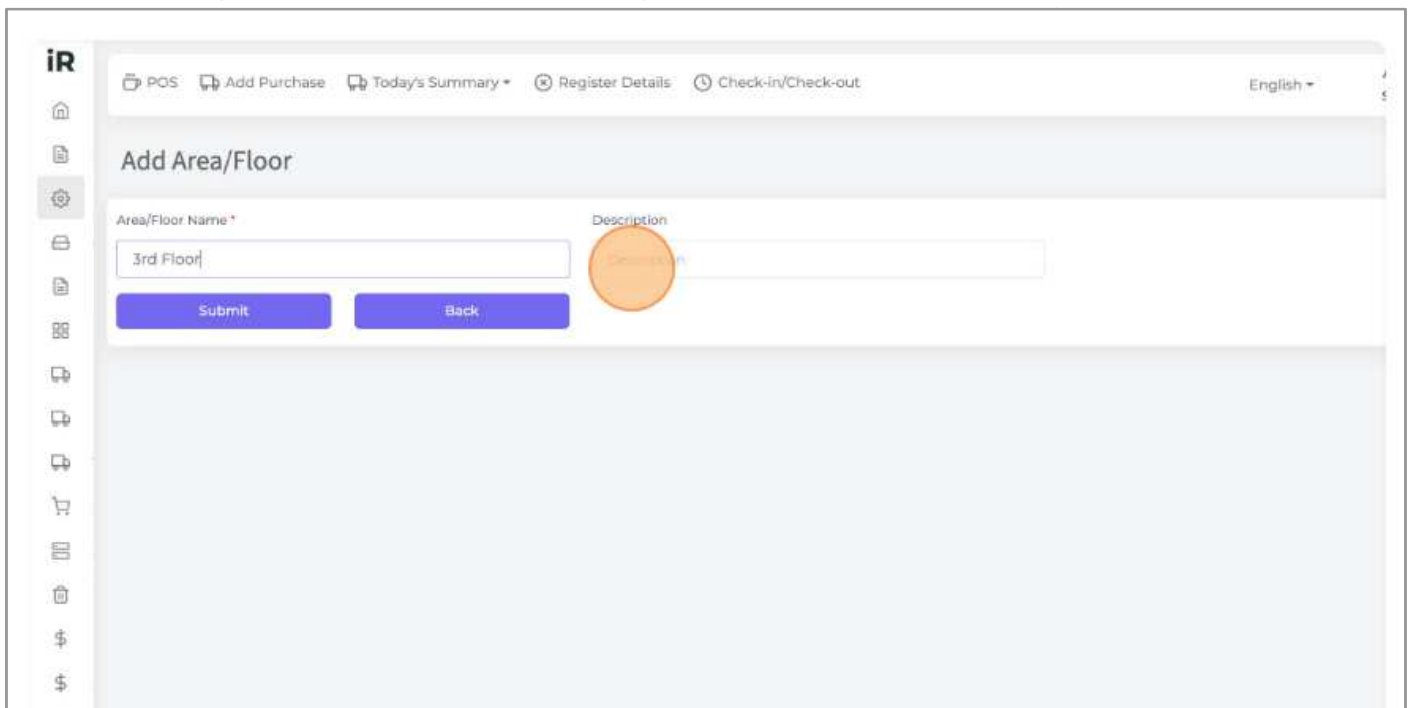 iR
POS Add Purchase Today's Summary Register Details Check-in/Check-out English
Add Area/Floor
Area/Floor Name * Description
3rd Floor
Submit Back